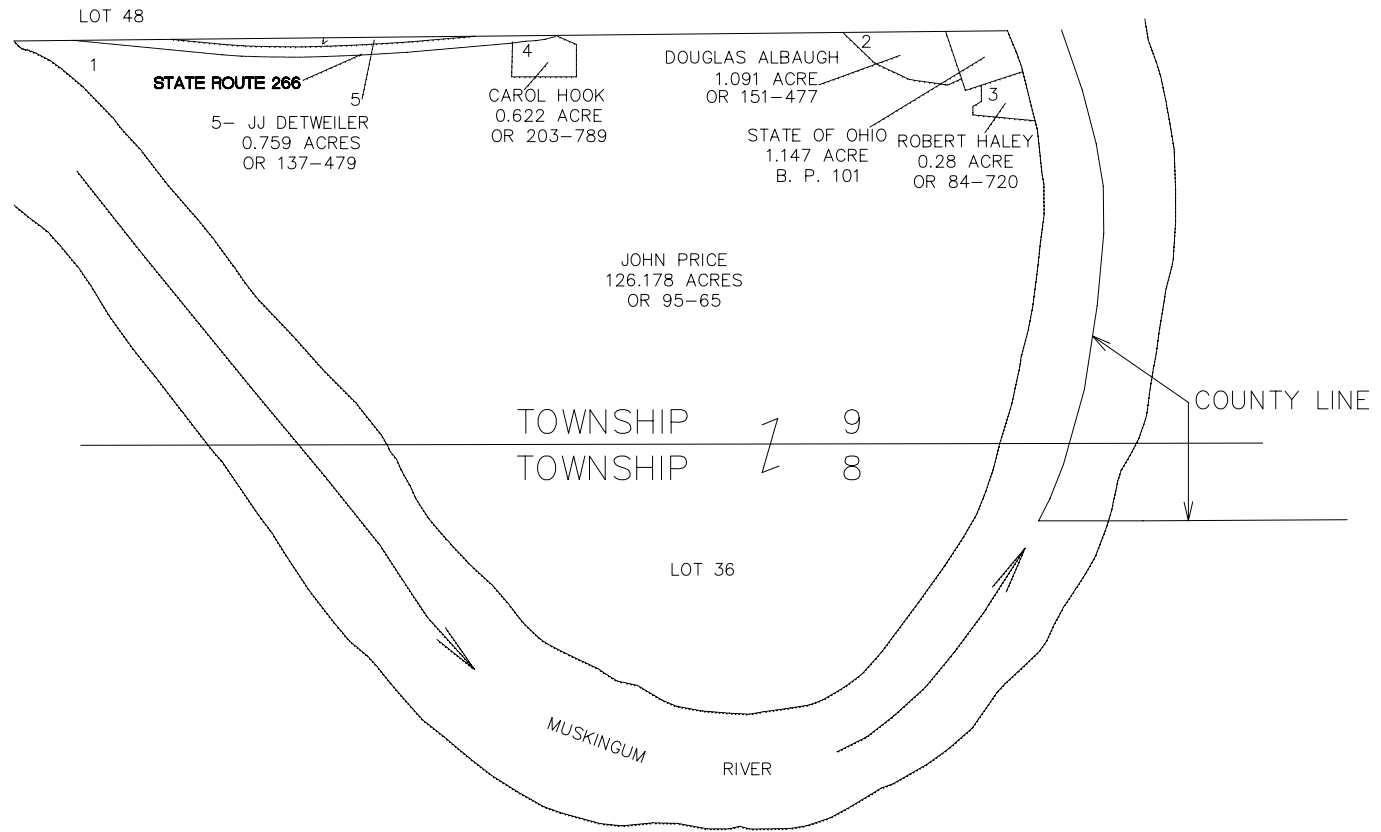 LOT 48
1
STATE ROUTE 266
5
5- JJ DETWEILER
0.759 ACRES
OR 137-479
4
CAROL HOOK
0.622 ACRE
OR 203-789
DOUGLAS ALBAUGH
1.091 ACRE
OR 151-477
2
STATE OF OHIO
1.147 ACRE
B. P. 101
3
ROBERT HALEY
0.28 ACRE
OR 84-720
JOHN PRICE
126.178 ACRES
OR 95-65
COUNTY LINE
TOWNSHIP 9
TOWNSHIP 8
LOT 36
MUSKINGUM RIVER